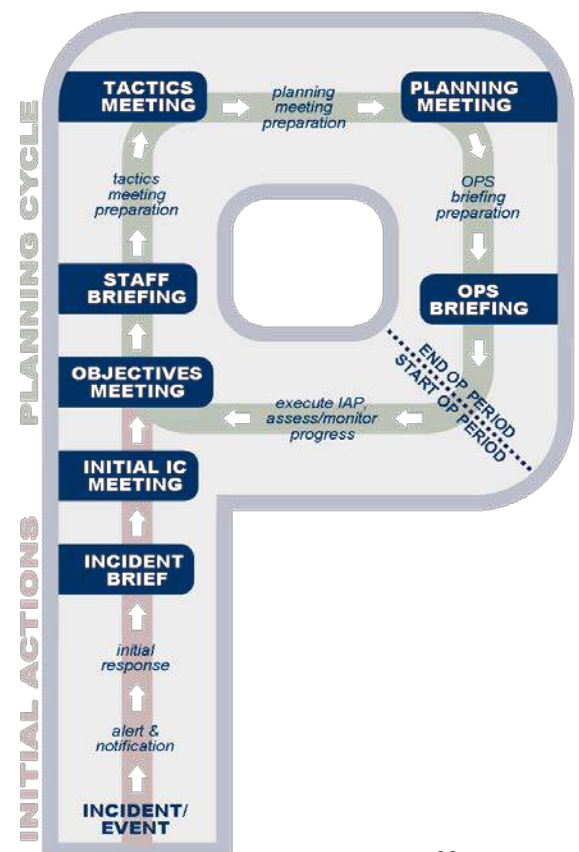 PLANNING CYCLE
INITIAL ACTIONS
TACTICS
MEETING
planning
meeting
preparation
PLANNING
MEETING
tactics
meeting
preparation
OPS
briefing
preparation
STAFF
BRIEFING
OPS
BRIEFING
END OP PERIOD
START OP PERIOD
OBJECTIVES
MEETING
execute IAP,
assess/monitor
progress
INITIAL IC
MEETING
INCIDENT
BRIEF
initial
response
alert &
notification
INCIDENT/
EVENT